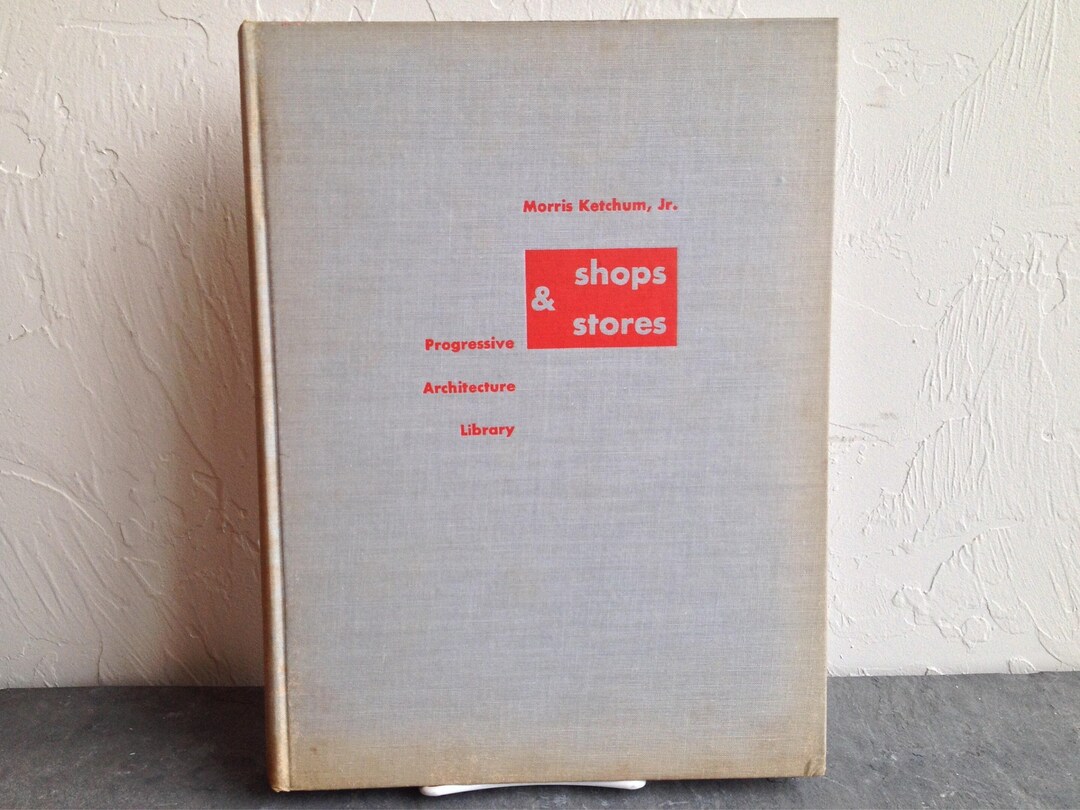 Morris Ketchum, Jr.
shops
&
stores
Progressive
Architecture
Library